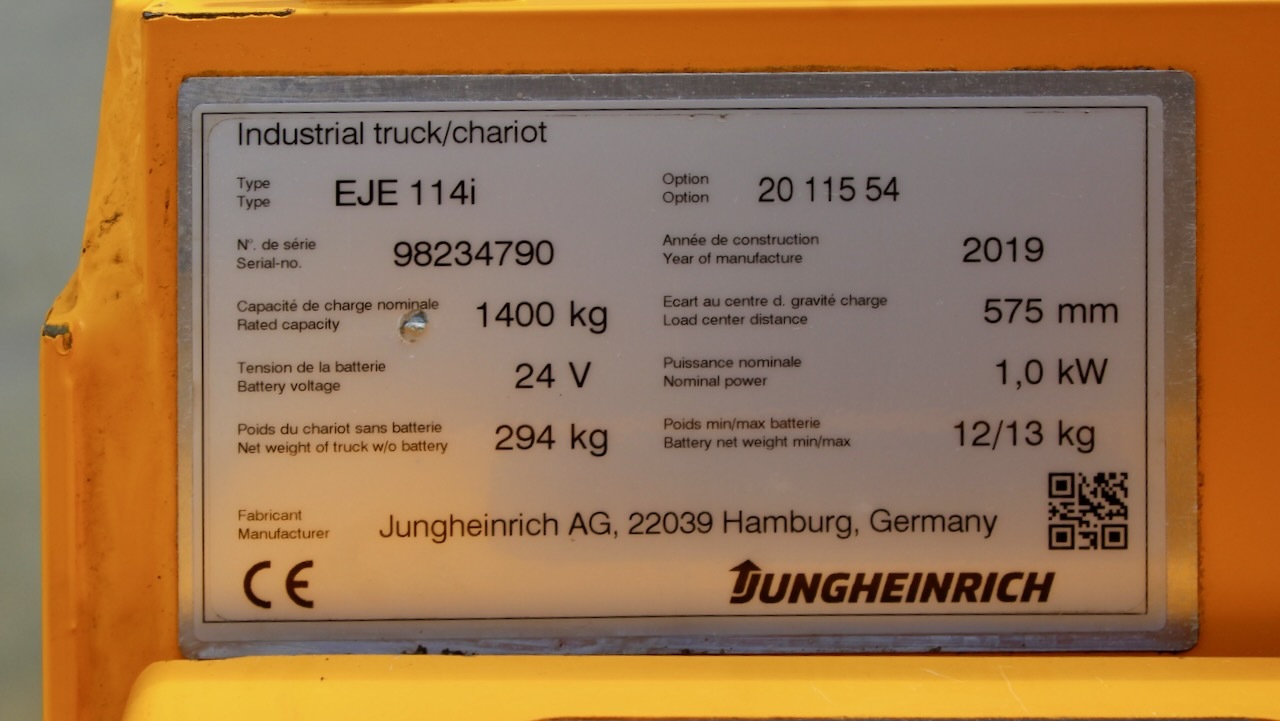 Industrial truck/chariot
Type EJE 114i Option 20 115 54
Type Option
N°. de série 98234790 Année de construction 2019
Serial-no. Year of manufacture
Capacité de charge nominale 1400 kg Ecart au centre d. gravité charge 575 mm
Rated capacity Load center distance
Tension de la batterie 24 V Puissance nominale 1,0 kW
Battery voltage Nominal power
Poids du chariot sans batterie 294 kg Poids min/max batterie 12/13 kg
Net weight of truck w/o battery Battery net weight min/max
Fabricant Jungheinrich AG, 22039 Hamburg, Germany
Manufacturer
CE JUNGHEINRICH